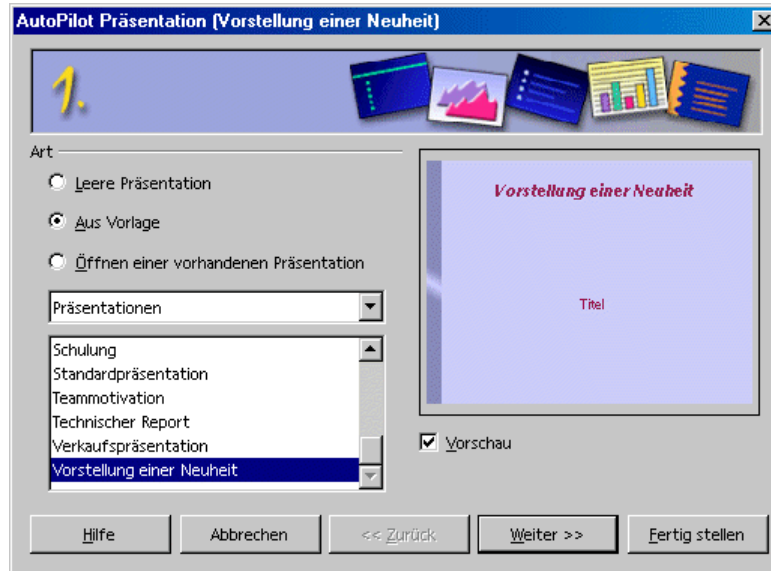 AutoPilot Präsentation (Vorstellung einer Neuheit)
1.
Art
Leere Präsentation
Aus Vorlage
Öffnen einer vorhandenen Präsentation
Präsentationen
Schulung
Standardpräsentation
Teammotivation
Technischer Report
Verkaufspräsentation
Vorstellung einer Neuheit
Vorstellung einer Neuheit
Titel
Vorschau
Hilfe
Abbrechen
<< Zurück
Weiter >>
Fertig stellen